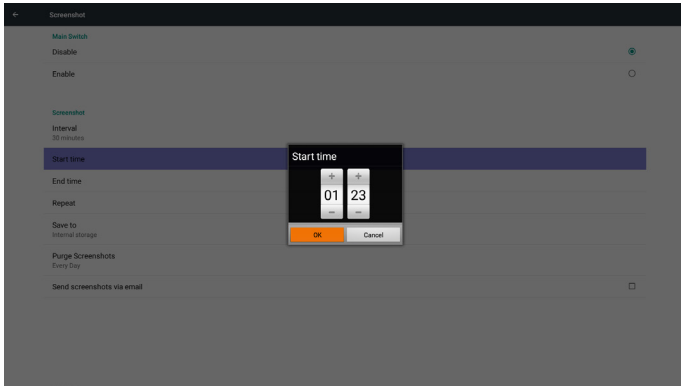 Screenshot
Main Switch
Disable
Enable
Screenshot
Interval
30 minutes
Start time
End time
Repeat
Save to
Internal storage
Purge Screenshots
Every Day
Send screenshots via email
Start time
+ +
01 23
- -
OK Cancel